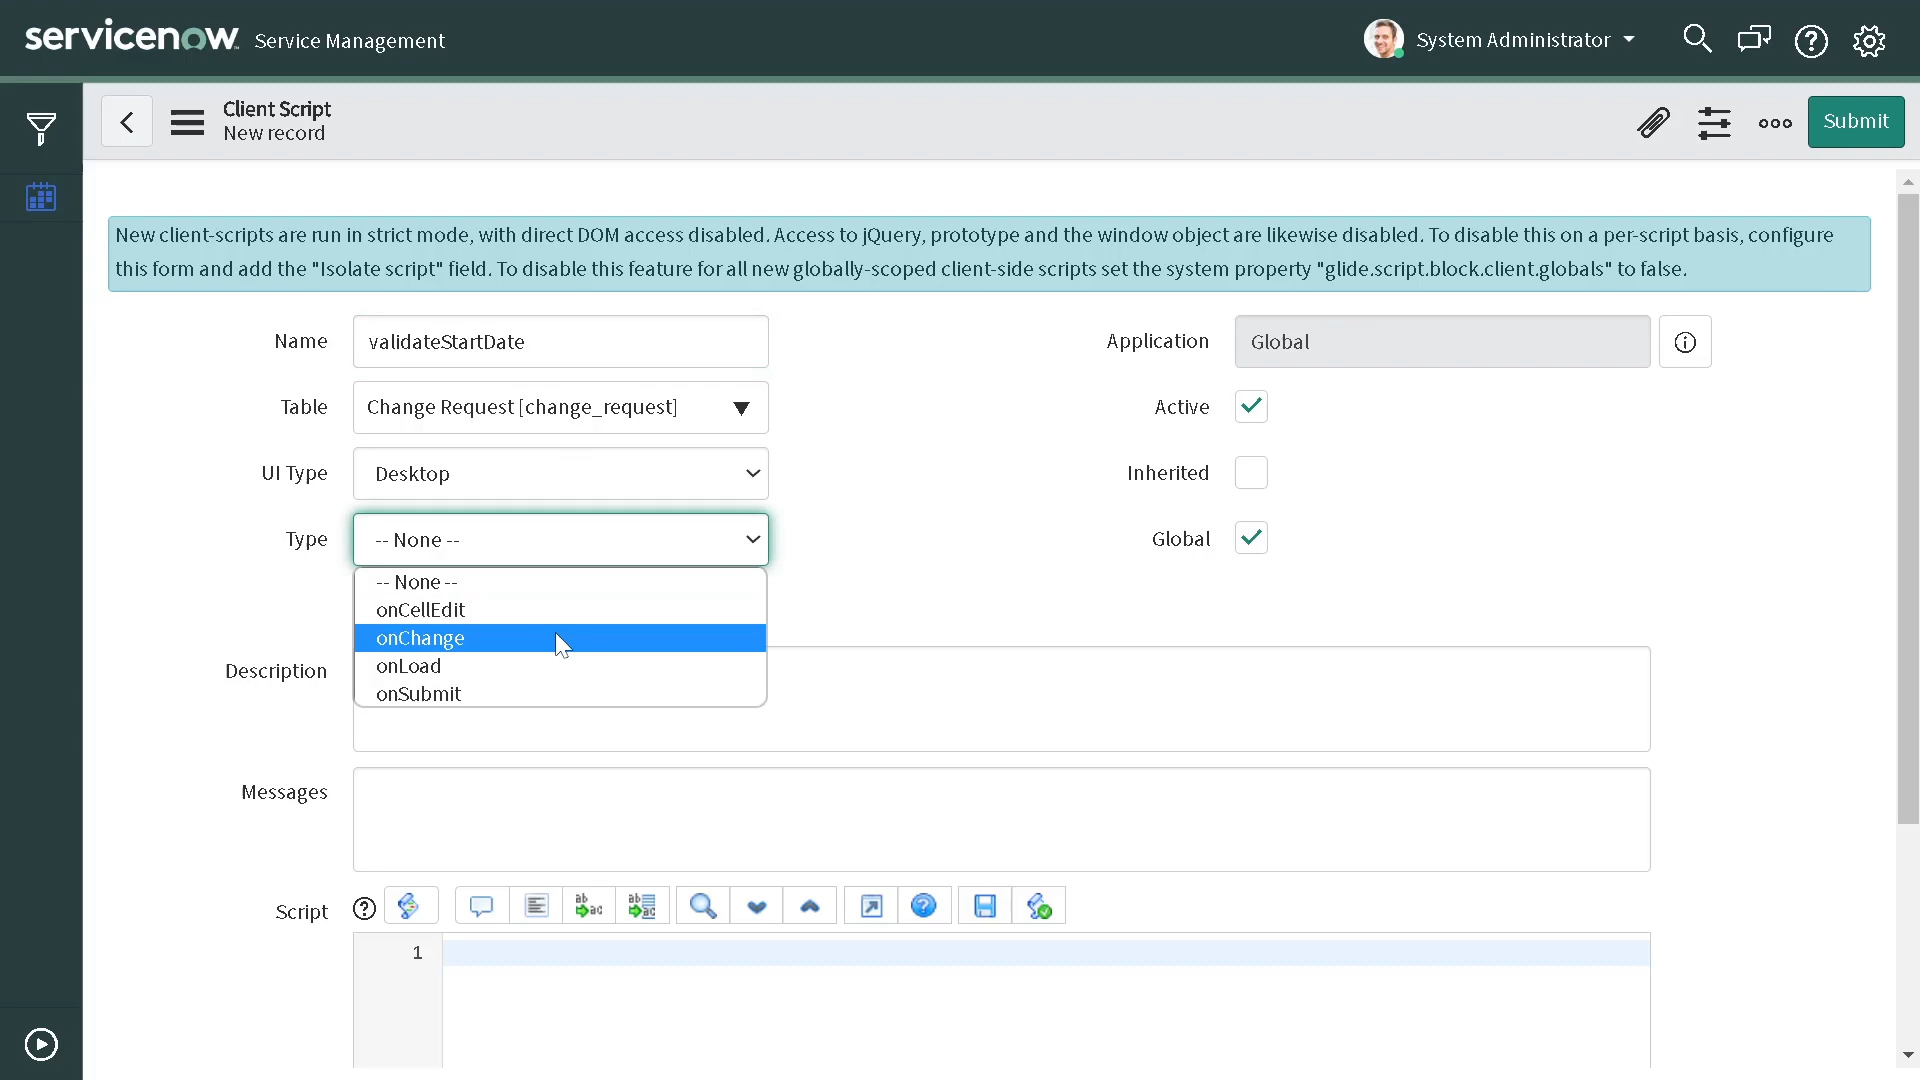 servicenow Service Management
System Administrator
Client Script
New record
Submit
New client-scripts are run in strict mode, with direct DOM access disabled. Access to jQuery, prototype and the window object are likewise disabled. To disable this on a per-script basis, configure
this form and add the "Isolate script" field. To disable this feature for all new globally-scoped client-side scripts set the system property "glide.script.block.client.globals" to false.
Name validateStartDate
Application Global
Table Change Request [change_request]
Active
UI Type Desktop
Inherited
Type -- None --
Global
-- None --
onCellEdit
onChange
onLoad
onSubmit
Description
Messages
Script
1